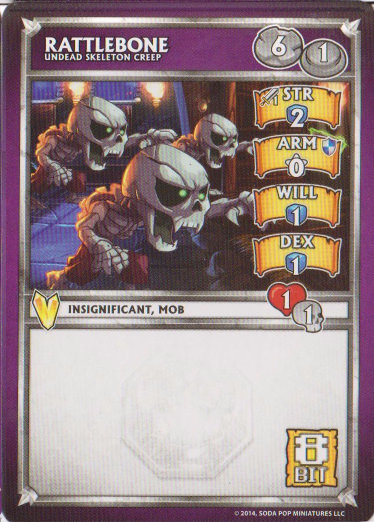 RATTLEBONE
UNDEAD SKELETON CREEP
6
1
1
STR
2
ARM
0
WILL
1
DEX
1
INSIGNIFICANT, MOB
1
1
8
BIT
© 2014, SODA POP MINIATURES LLC